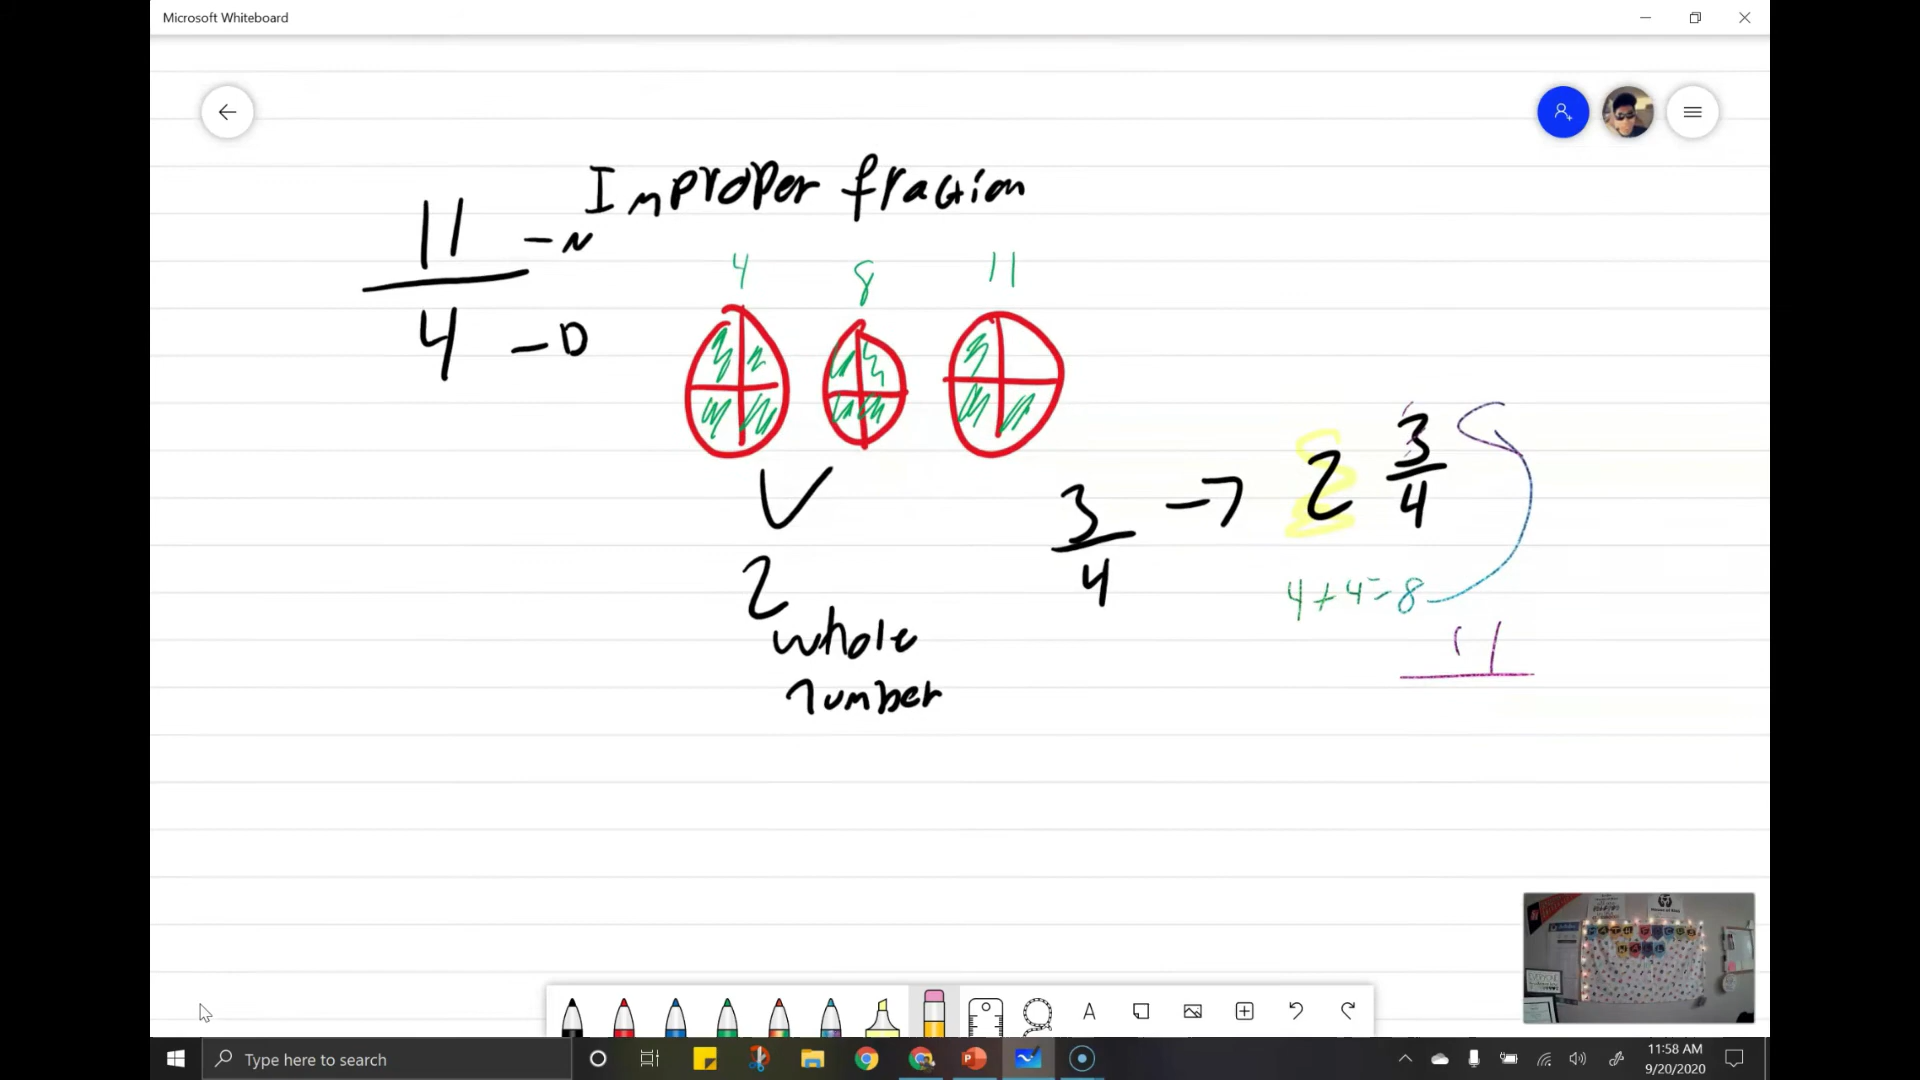 Microsoft Whiteboard
Improper fraction
11 - N
4 - D
4 8 11
2
whole
number
3
4
→ 2 3
4
4+4=8
11
A
Type here to search
11:58 AM
9/20/2020